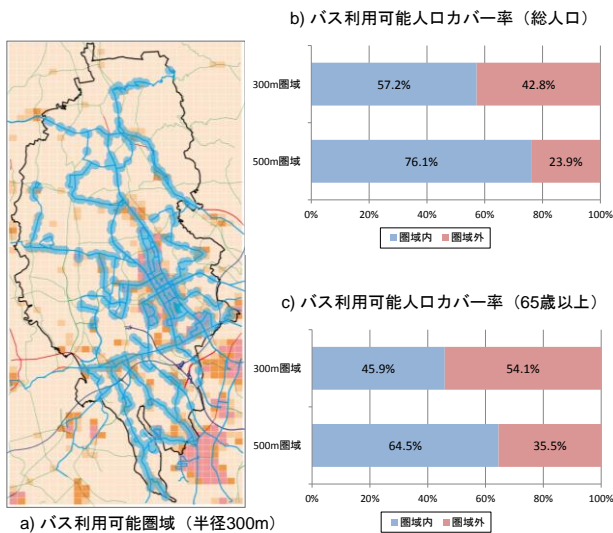 b) バス利用可能人口カバー率（総人口）
300m圏域
57.2%
42.8%
500m圏域
76.1%
23.9%
0%
20%
40%
60%
80%
100%
圏域内
圏域外
c) バス利用可能人口カバー率（65歳以上）
300m圏域
45.9%
54.1%
500m圏域
64.5%
35.5%
0%
20%
40%
60%
80%
100%
圏域内
圏域外
a) バス利用可能圏域（半径300m）